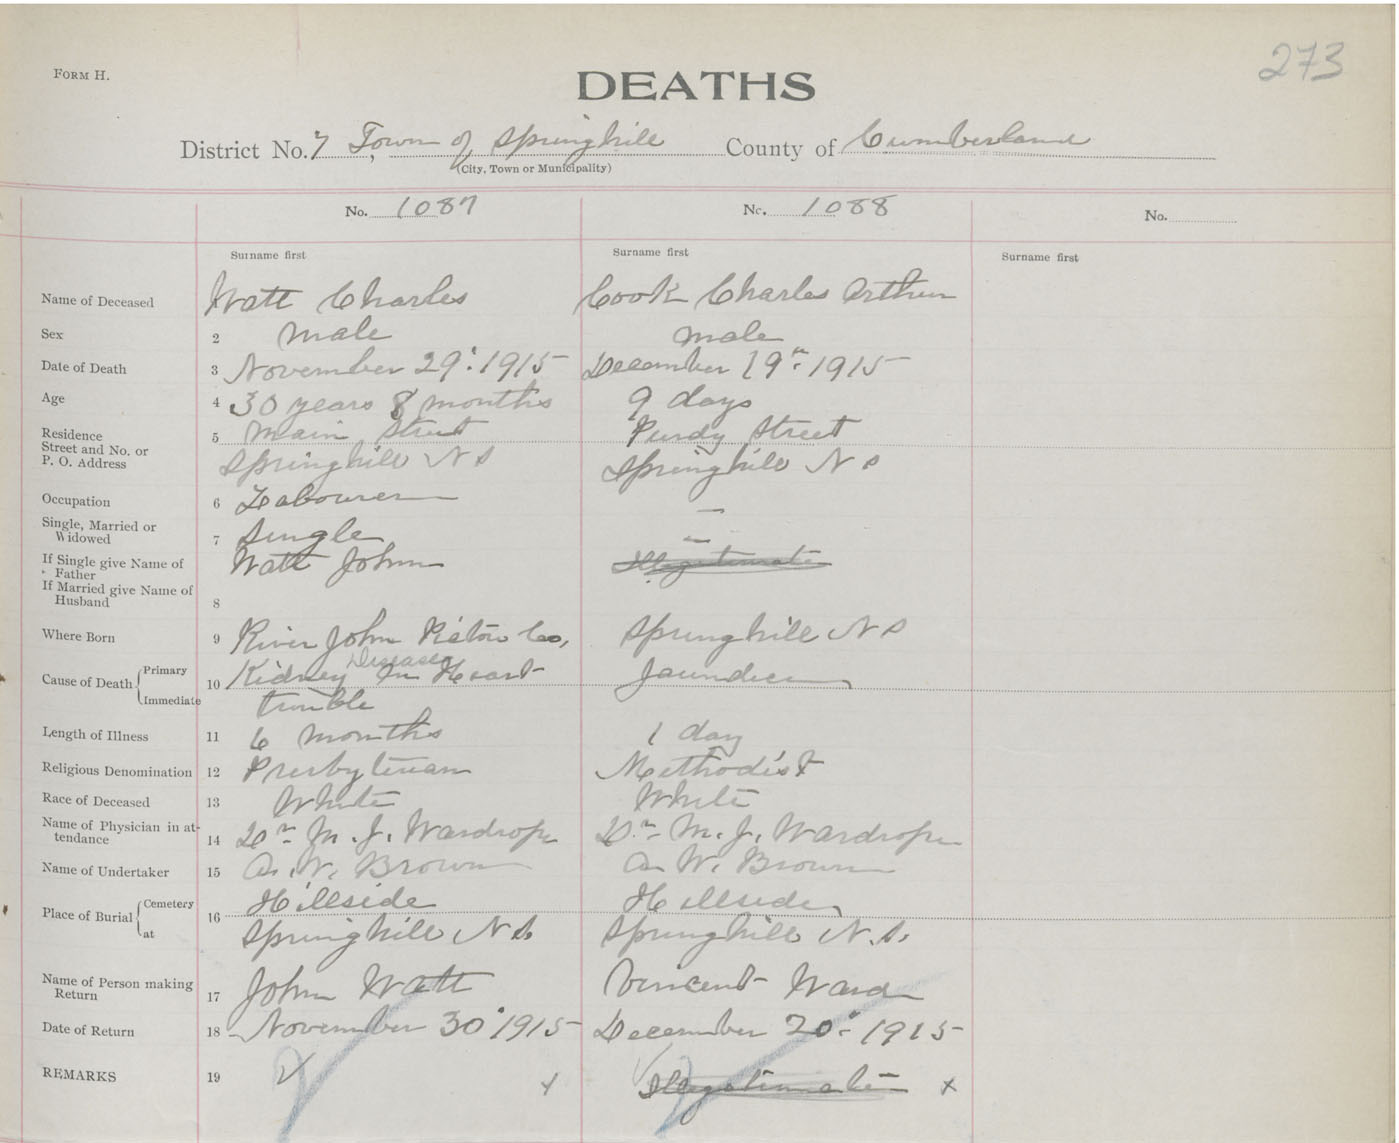 273
FORM H.
DEATHS
District No. 7 Town of Springhill County of Cumberland
(City, Town or Municipality)
No. 1087 No. 1088 No.
Surname first Surname first Surname first
Name of Deceased Watt Charles Cook Charles Arthur
Sex 2 male male
Date of Death 3 November 29 1915 December 19th 1915
Age 4 30 years 8 months 9 days
Residence 5 Main Street Purdy Street
Street and No. or
P. O. Address Springhill N S Springhill N S
Occupation 6 Labourer —
Single, Married or
Widowed 7 Single —
If Single give Name of Watt John Illegitimate
Father
If Married give Name of
Husband 8
Where Born 9 River John Pictou Co, Springhill N S
Diseases
Cause of Death Primary 10 Kidney Heart Jaundice
Immediate trouble
Length of Illness 11 6 months 1 day
Religious Denomination 12 Presbyterian Methodist
Race of Deceased 13 White White
Name of Physician in at-
tendance 14 Dr M. J. Wardrope Dr M. J. Wardrope
Name of Undertaker 15 A. W. Brown A W. Brown
Place of Burial Cemetery 16 Hillside Hillside
at Springhill N S. Springhill N. S.
Name of Person making
Return 17 John Watt Vincent Ward
Date of Return 18 November 30 1915 December 20 1915
REMARKS 19 x Illegitimate x